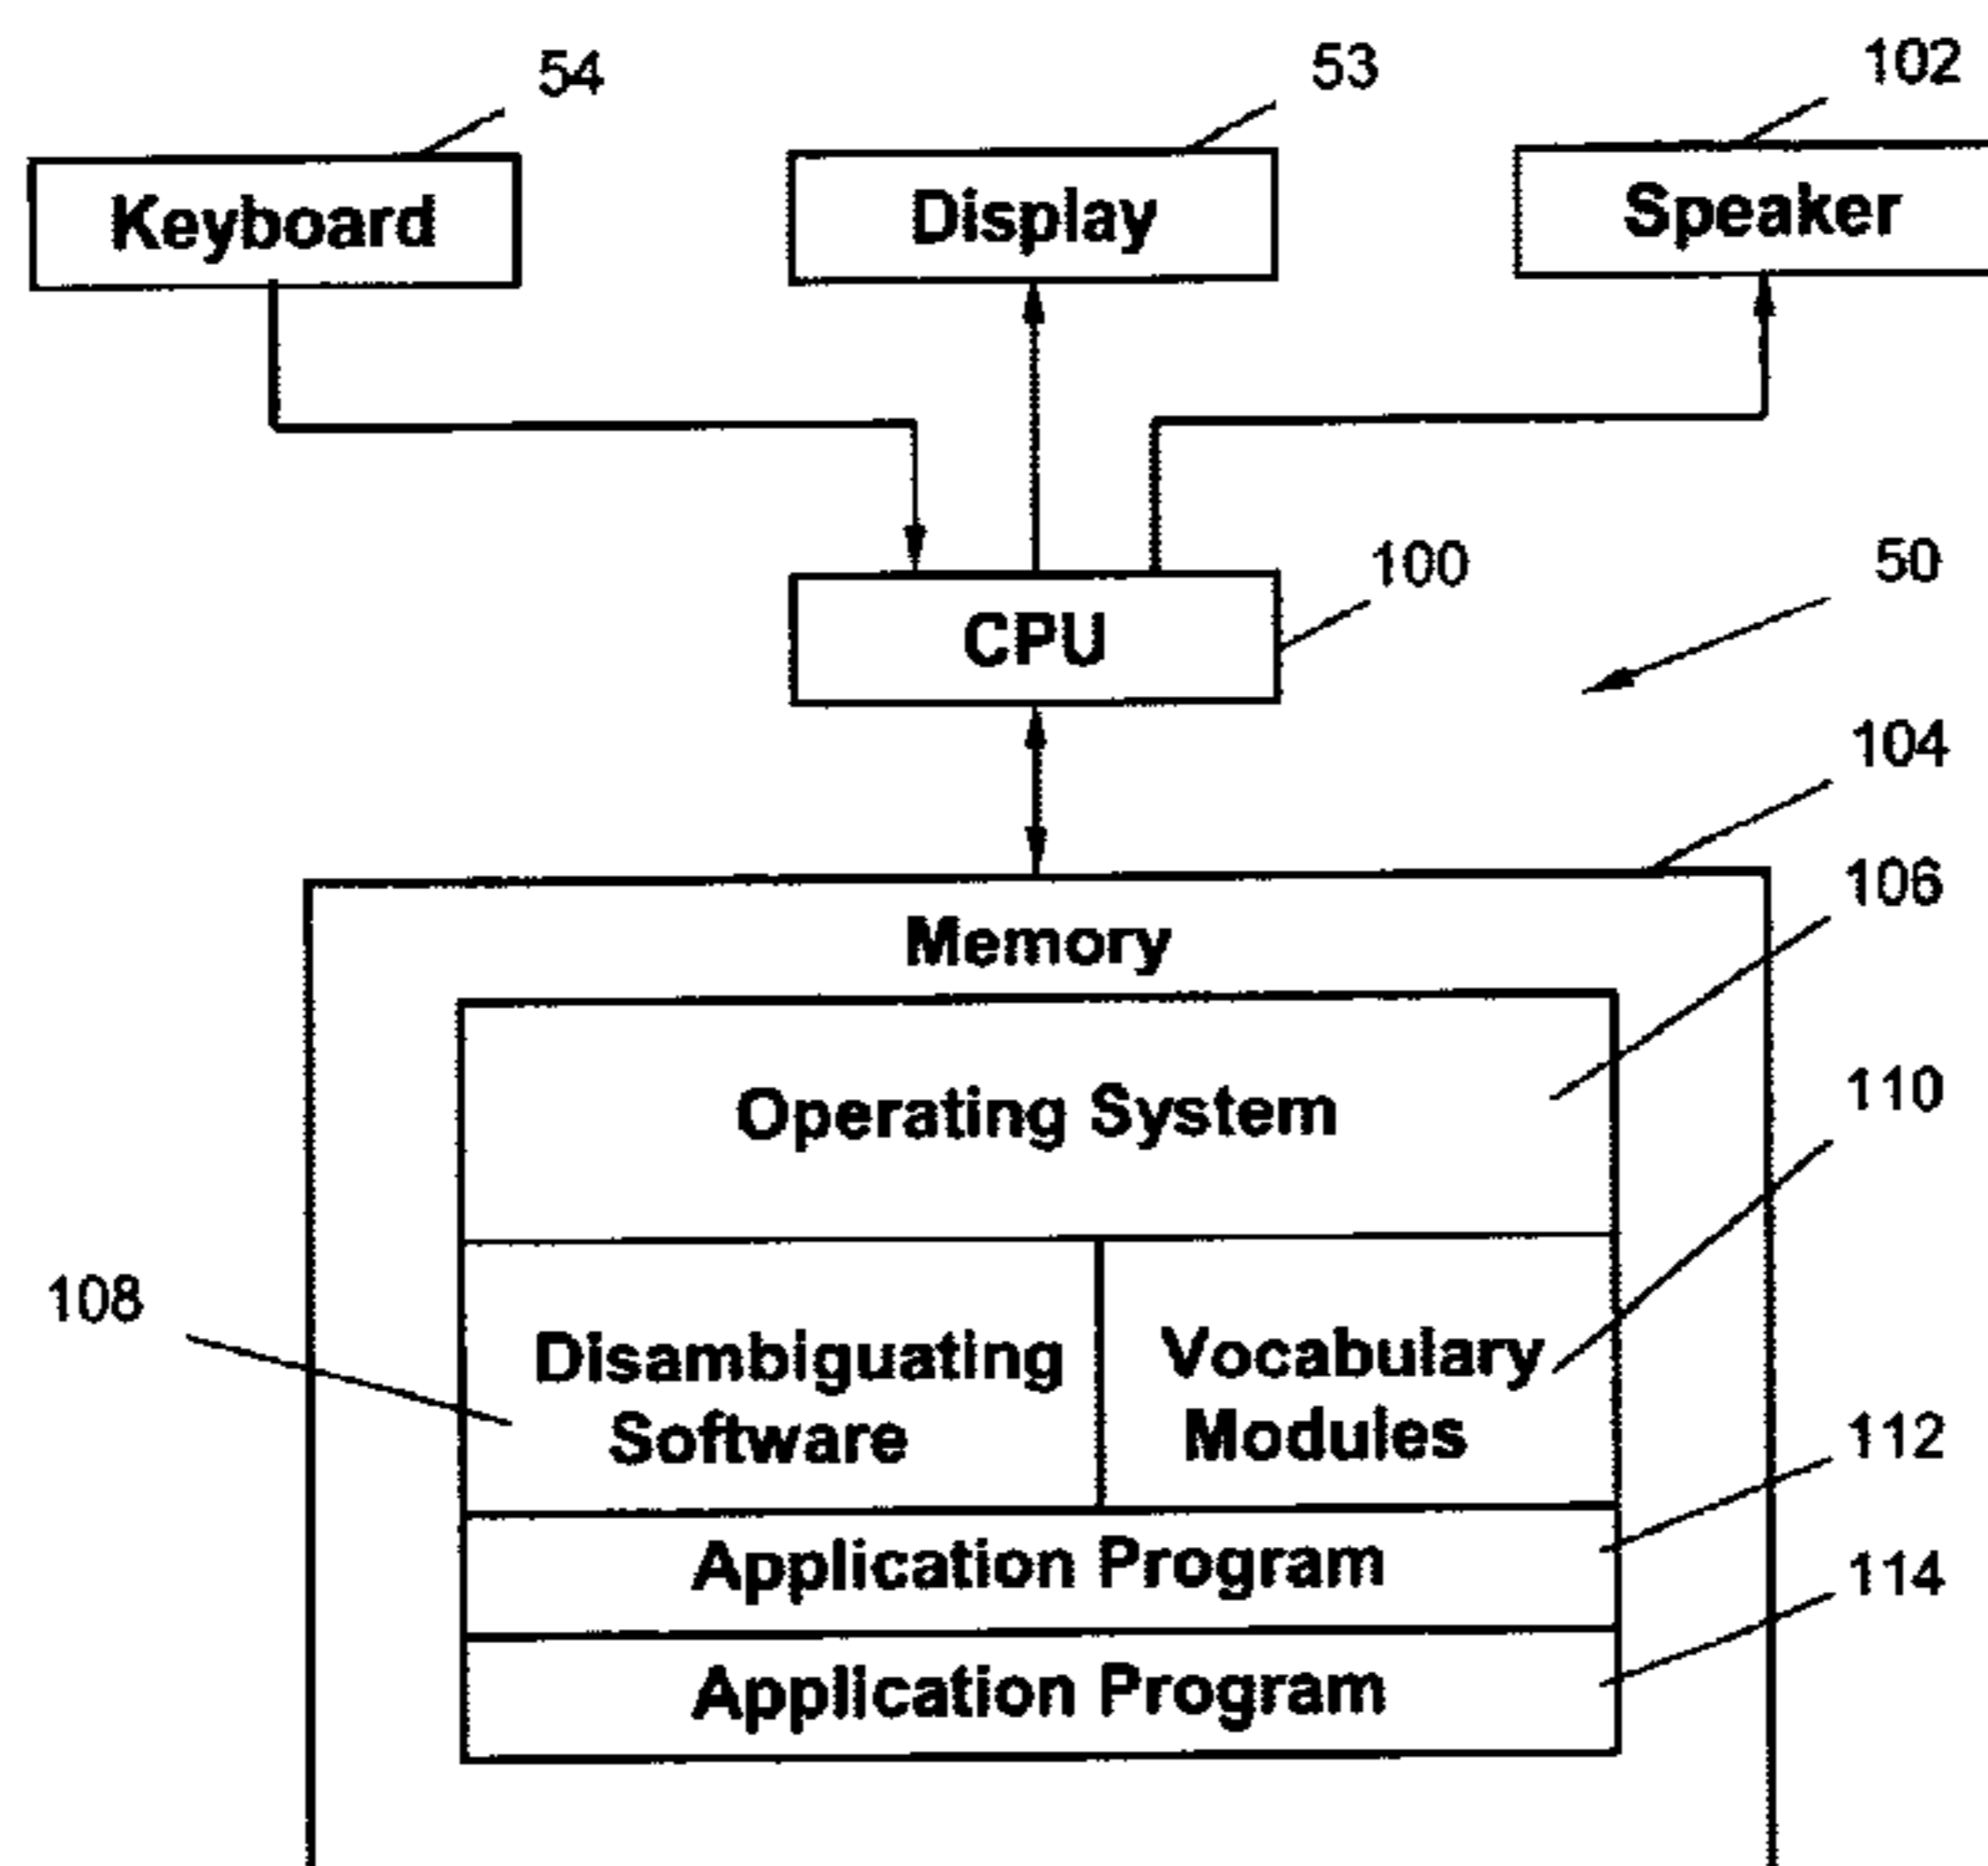 54
53
102
Keyboard
Display
Speaker
100
50
CPU
104
106
Memory
Operating System
110
108
Disambiguating
Software
Vocabulary
Modules
112
Application Program
114
Application Program